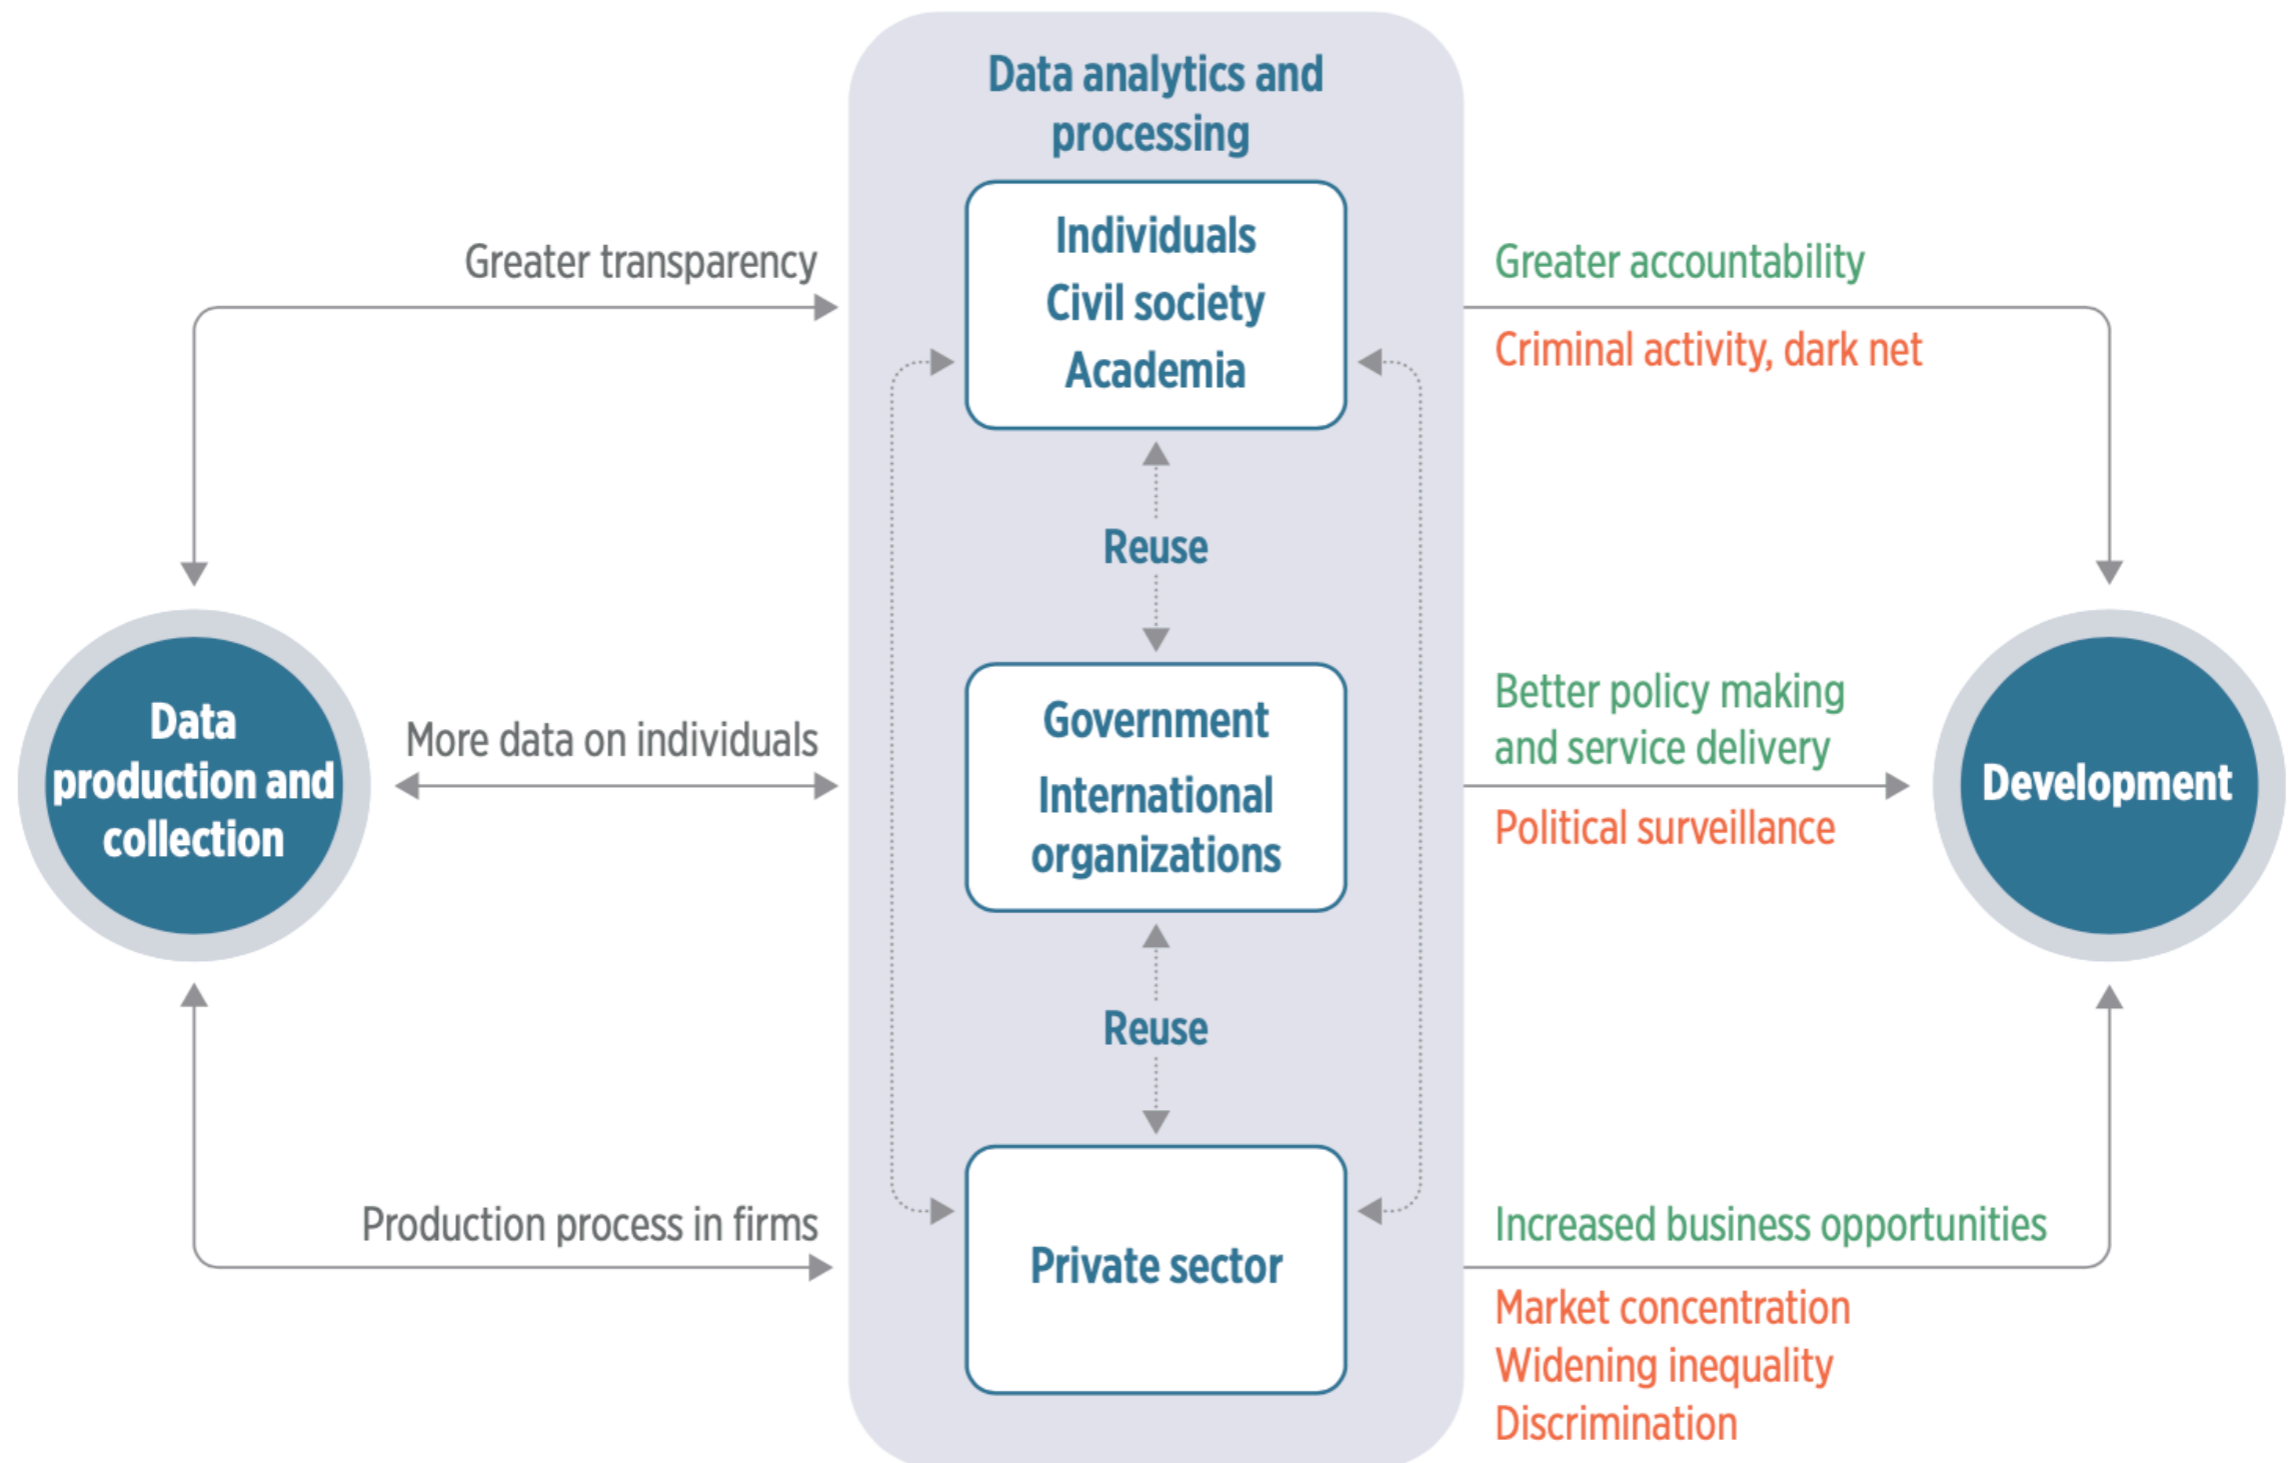 Data analytics and
processing
Individuals
Civil society
Academia
Greater transparency
Greater accountability
Criminal activity, dark net
Reuse
Data
production and
collection
More data on individuals
Government
International
organizations
Better policy making
and service delivery
Political surveillance
Development
Reuse
Production process in firms
Private sector
Increased business opportunities
Market concentration
Widening inequality
Discrimination